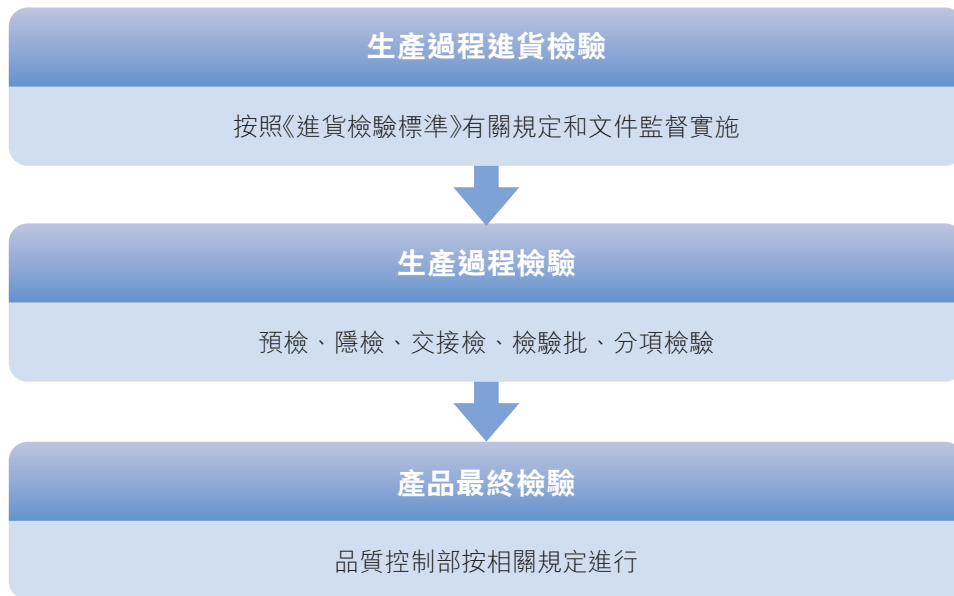 生產過程進貨檢驗
按照《進貨檢驗標準》有關規定和文件監督實施
生產過程檢驗
預檢、隱檢、交接檢、檢驗批、分項檢驗
產品最終檢驗
品質控制部按相關規定進行